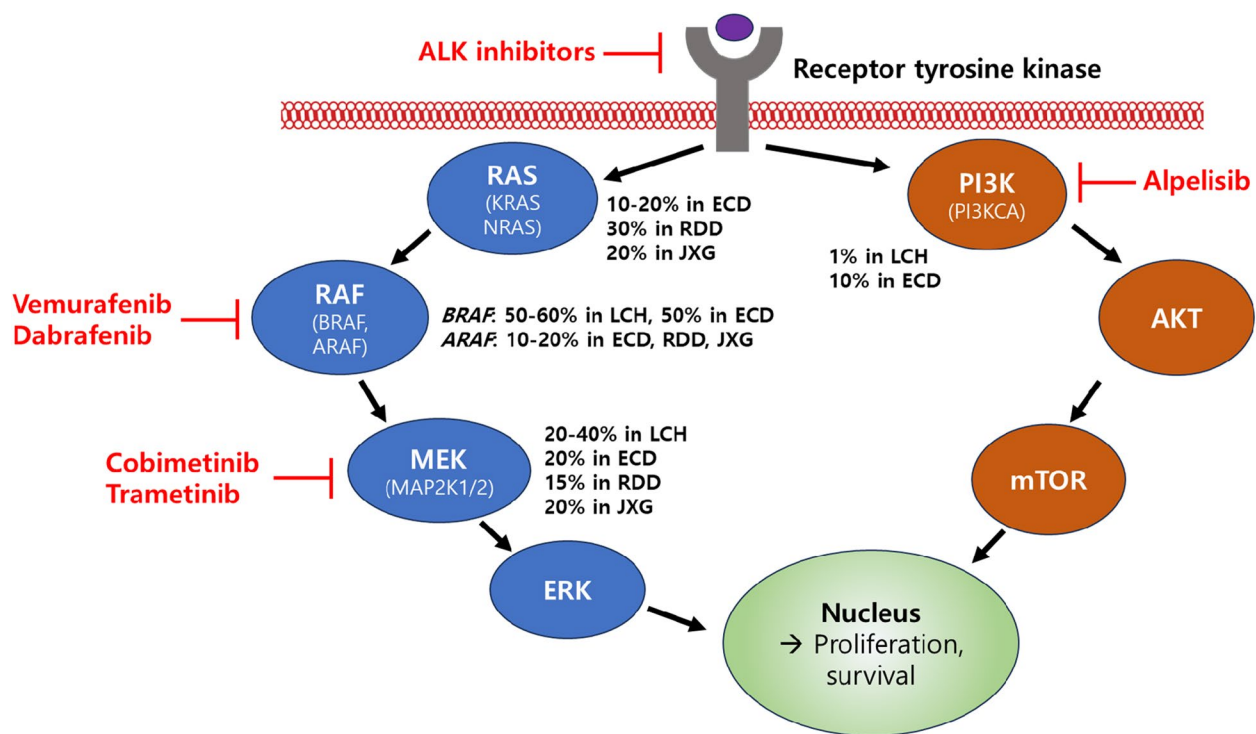 ALK inhibitors
Receptor tyrosine kinase
RAS
(KRAS
NRAS)
10-20% in ECD
30% in RDD
20% in JXG
PI3K
(PI3KCA)
Alpelisib
1% in LCH
10% in ECD
Vemurafenib
Dabrafenib
RAF
(BRAF,
ARAF)
BRAF: 50-60% in LCH, 50% in ECD
ARAF: 10-20% in ECD, RDD, JXG
AKT
Cobimetinib
Trametinib
MEK
(MAP2K1/2)
20-40% in LCH
20% in ECD
15% in RDD
20% in JXG
mTOR
ERK
Nucleus
→ Proliferation,
survival